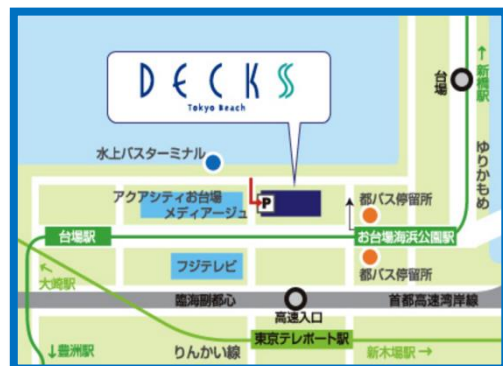 DECKS
Tokyo Beach
↑新橋駅
台場
ゆりかもめ
水上バスターミナル
アクアシティお台場
メディアージュ
P
都バス停留所
台場駅
お台場海浜公園駅
フジテレビ
都バス停留所
←大崎駅
臨海副都心
首都高速湾岸線
高速入口
東京テレポート駅
↓豊洲駅
りんかい線
新木場駅→